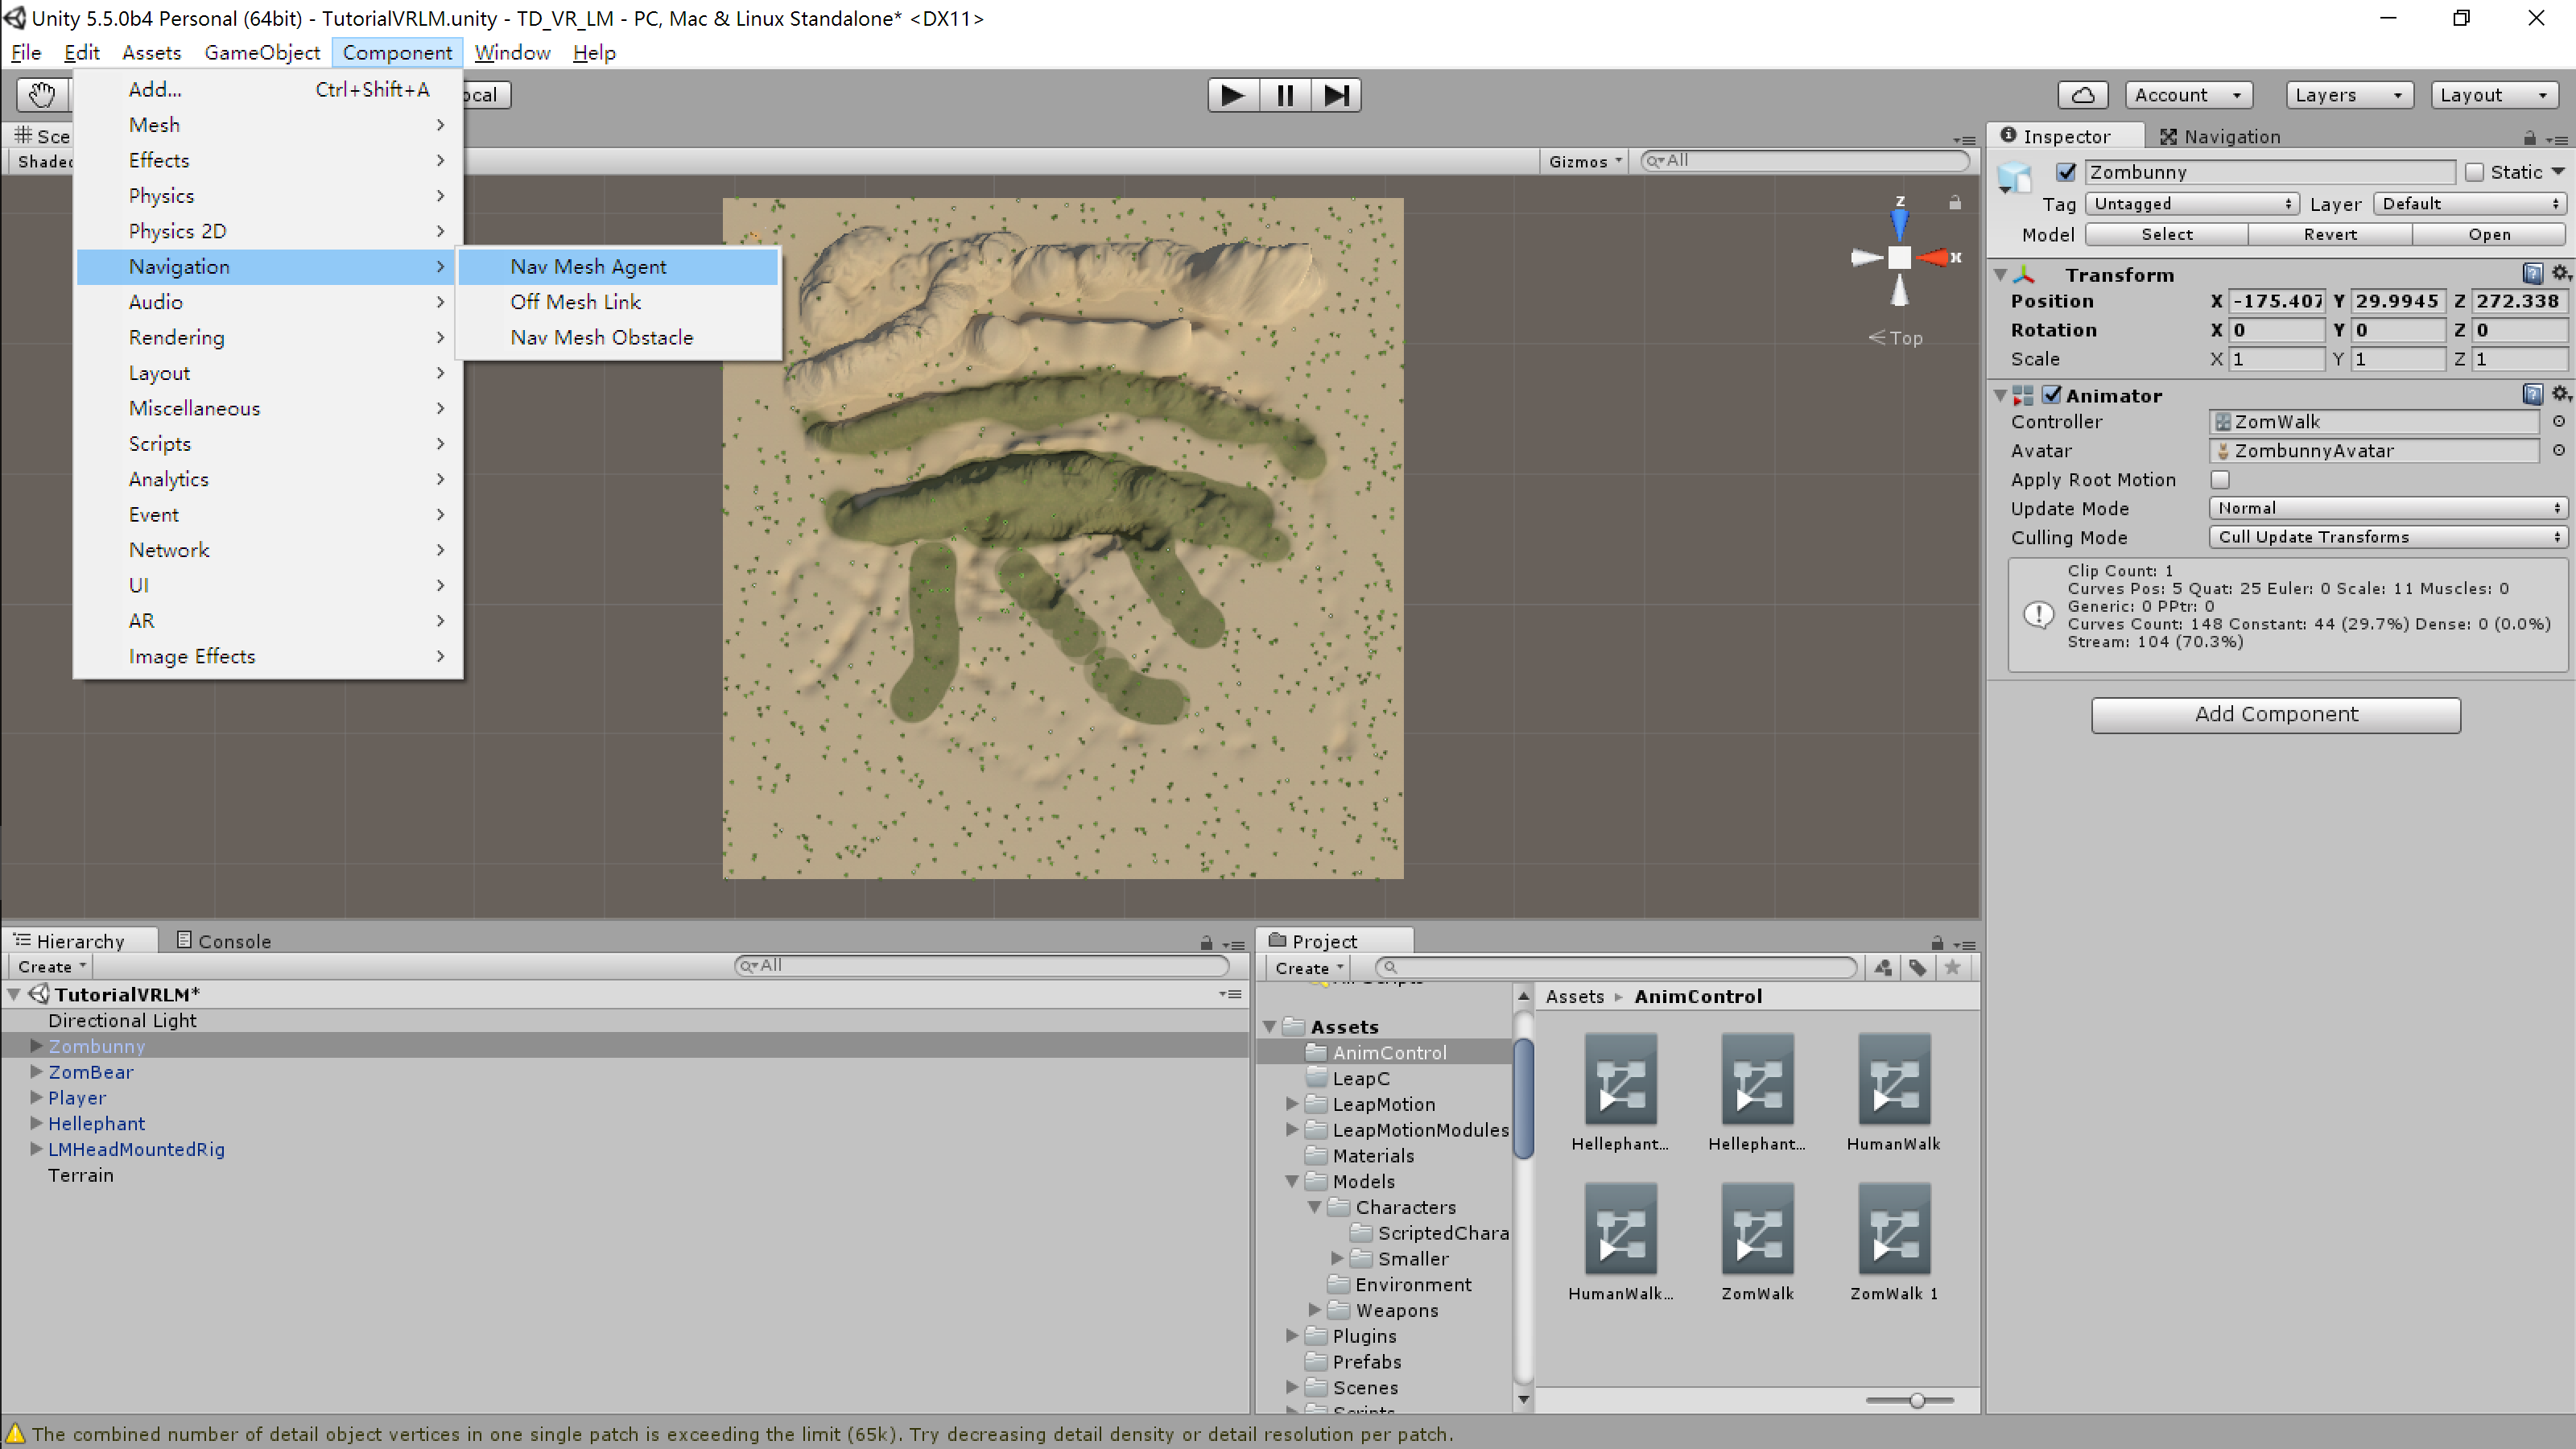 Unity 5.5.0b4 Personal (64bit) - TutorialVRLM.unity - TD_VR_LM - PC, Mac & Linux Standalone* <DX11>
File Edit Assets GameObject Component Window Help
Add... Ctrl+Shift+A
Mesh
Effects
Physics
Physics 2D
Navigation
Audio
Rendering
Layout
Miscellaneous
Scripts
Analytics
Event
Network
UI
AR
Image Effects
Nav Mesh Agent
Off Mesh Link
Nav Mesh Obstacle
ocal
Account Layers Layout
Sce
Shaded
Gizmos All
z
x
Top
Inspector Navigation
Zombunny Static
Tag Untagged Layer Default
Model Select Revert Open
Transform
Position X -175.407 Y 29.9945 Z 272.338
Rotation X 0 Y 0 Z 0
Scale X 1 Y 1 Z 1
Animator
Controller ZomWalk
Avatar ZombunnyAvatar
Apply Root Motion
Update Mode Normal
Culling Mode Cull Update Transforms
Clip Count: 1
Curves Pos: 5 Quat: 25 Euler: 0 Scale: 11 Muscles: 0
Generic: 0 PPtr: 0
Curves Count: 148 Constant: 44 (29.7%) Dense: 0 (0.0%)
Stream: 104 (70.3%)
Add Component
Hierarchy Console
Create All
TutorialVRLM*
Directional Light
Zombunny
ZomBear
Player
Hellephant
LMHeadMountedRig
Terrain
Project
Create
Assets
AnimControl
LeapC
LeapMotion
LeapMotionModules
Materials
Models
Characters
ScriptedChara
Smaller
Environment
Weapons
Plugins
Prefabs
Scenes
Assets AnimControl
Hellephant... Hellephant... HumanWalk
HumanWalk... ZomWalk ZomWalk 1
The combined number of detail object vertices in one single patch is exceeding the limit (65k). Try decreasing detail density or detail resolution per patch.